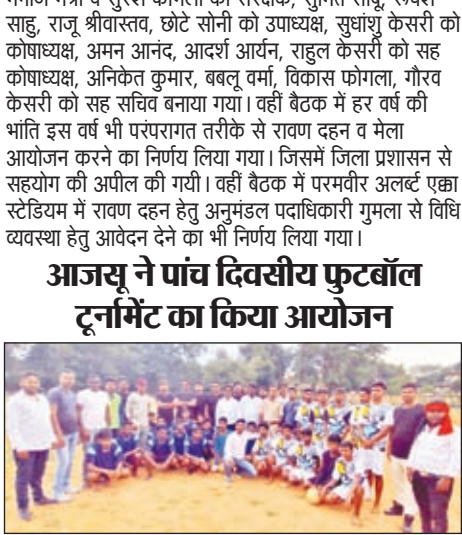 साहु, राजू श्रीवास्तव, छोटे सोनी को उपाध्यक्ष, सुधांशु केसरी को
कोषाध्यक्ष, अमन आनंद, आदर्श आर्यन, राहुल केसरी को सह
कोषाध्यक्ष, अनिकेत कुमार, बबलू वर्मा, विकास फोगला, गौरव
केसरी को सह सचिव बनाया गया। वहीं बैठक में हर वर्ष की
भांति इस वर्ष भी परंपरागत तरीके से रावण दहन व मेला
आयोजन करने का निर्णय लिया गया। जिसमें जिला प्रशासन से
सहयोग की अपील की गयी। वहीं बैठक में परमवीर अलर्ब्ट एक्का
स्टेडियम में रावण दहन हेतु अनुमंडल पदाधिकारी गुमला से विधि
व्यवस्था हेतु आवेदन देने का भी निर्णय लिया गया।
आजसू ने पांच दिवसीय फुटबॉल
टूर्नामेंट का किया आयोजन